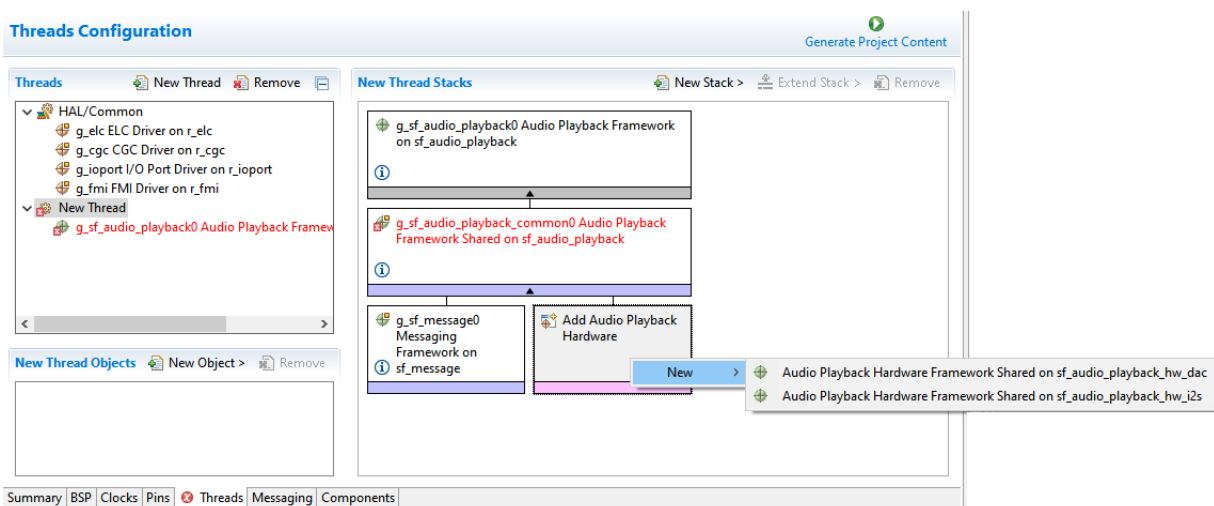 Threads Configuration
Generate Project Content
Threads
New Thread
Remove
HAL/Common
g_elc ELC Driver on r_elc
g_cgc CGC Driver on r_cgc
g_ioport I/O Port Driver on r_ioport
g_fmi FMI Driver on r_fmi
New Thread
g_sf_audio_playback0 Audio Playback Framew
New Thread Objects
New Object >
Remove
New Thread Stacks
New Stack >
Extend Stack >
Remove
g_sf_audio_playback0 Audio Playback Framework
on sf_audio_playback
g_sf_audio_playback_common0 Audio Playback
Framework Shared on sf_audio_playback
g_sf_message0
Messaging
Framework on
sf_message
Add Audio Playback
Hardware
New >
Audio Playback Hardware Framework Shared on sf_audio_playback_hw_dac
Audio Playback Hardware Framework Shared on sf_audio_playback_hw_i2s
Summary BSP Clocks Pins Threads Messaging Components